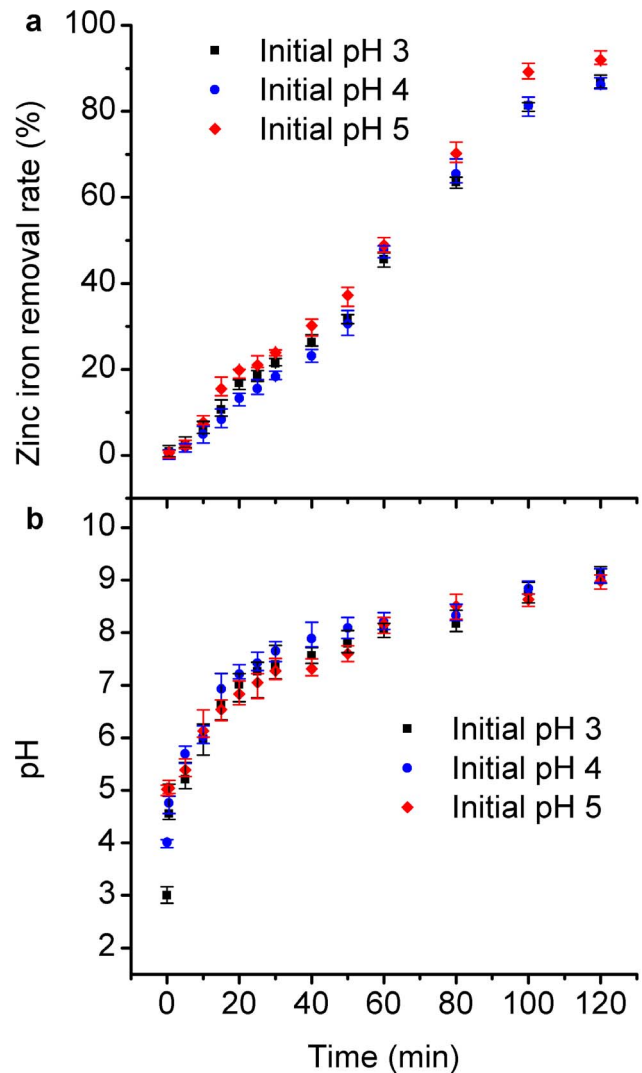 a
100
80
60
40
20
0
Zinc iron removal rate (%)
Initial pH 3
Initial pH 4
Initial pH 5
b
10
9
8
7
6
5
4
3
2
pH
Initial pH 3
Initial pH 4
Initial pH 5
0 20 40 60 80 100 120
Time (min)